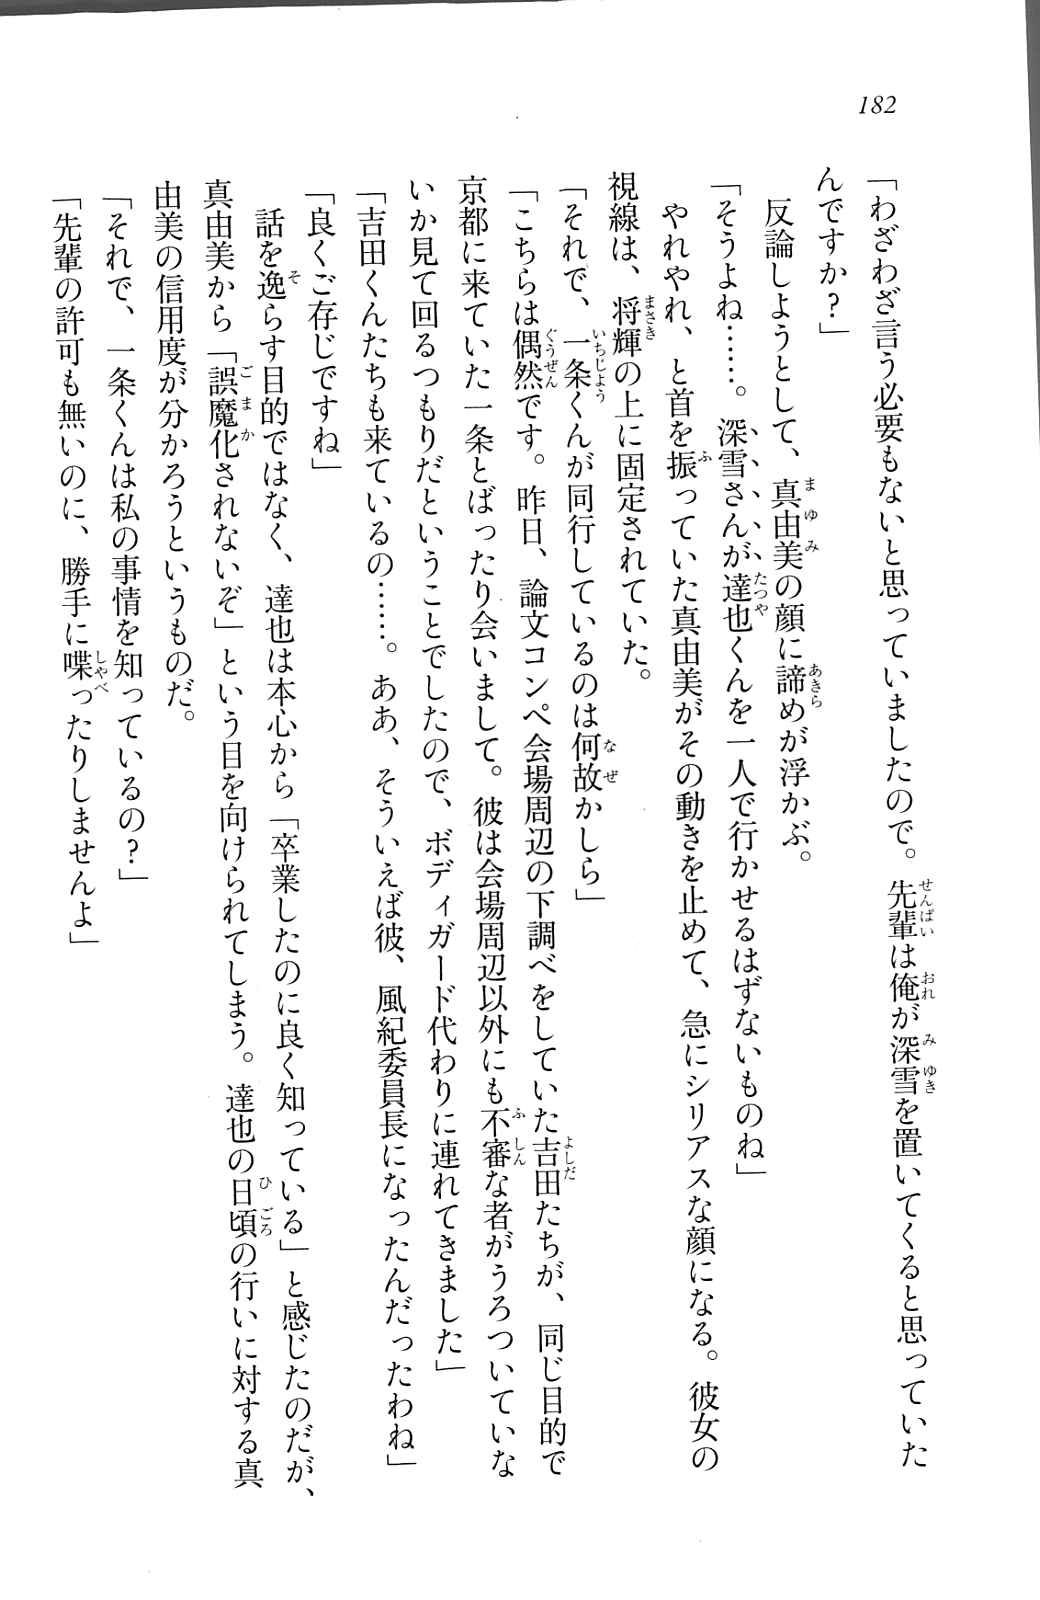 182
「わざわざ言う必要もないと思っていましたので。先輩は俺が深雪を置いてくると思っていた
んですか?」
反論しようとして、真由美の顔に諦めが浮かぶ。
「そうよね……。深雪さんが達也くんを一人で行かせるはずないものね」
やれやれ、と首を振っていた真由美がその動きを止めて、急にシリアスな顔になる。彼女の
視線は、将輝の上に固定されていた。
「それで、一条くんが同行しているのは何故かしら」
「こちらは偶然です。昨日、論文コンペ会場周辺の下調べをしていた吉田たちが、同じ目的で
京都に来ていた一条とばったり会いまして。彼は会場周辺以外にも不審な者がうろついていな
いか見て回るつもりだということでしたので、ボディガード代わりに連れてきました」
「吉田くんたちも来ているの……。ああ、そういえば彼、風紀委員長になったんだったわね」
「良くご存じですね」
話を逸らす目的ではなく、達也は本心から「卒業したのに良く知っている」と感じたのだが、
真由美から「誤魔化されないぞ」という目を向けられてしまう。達也の日頃の行いに対する真
由美の信用度が分かろうというものだ。
「それで、一条くんは私の事情を知っているの?」
「先輩の許可も無いのに、勝手に喋ったりしませんよ」